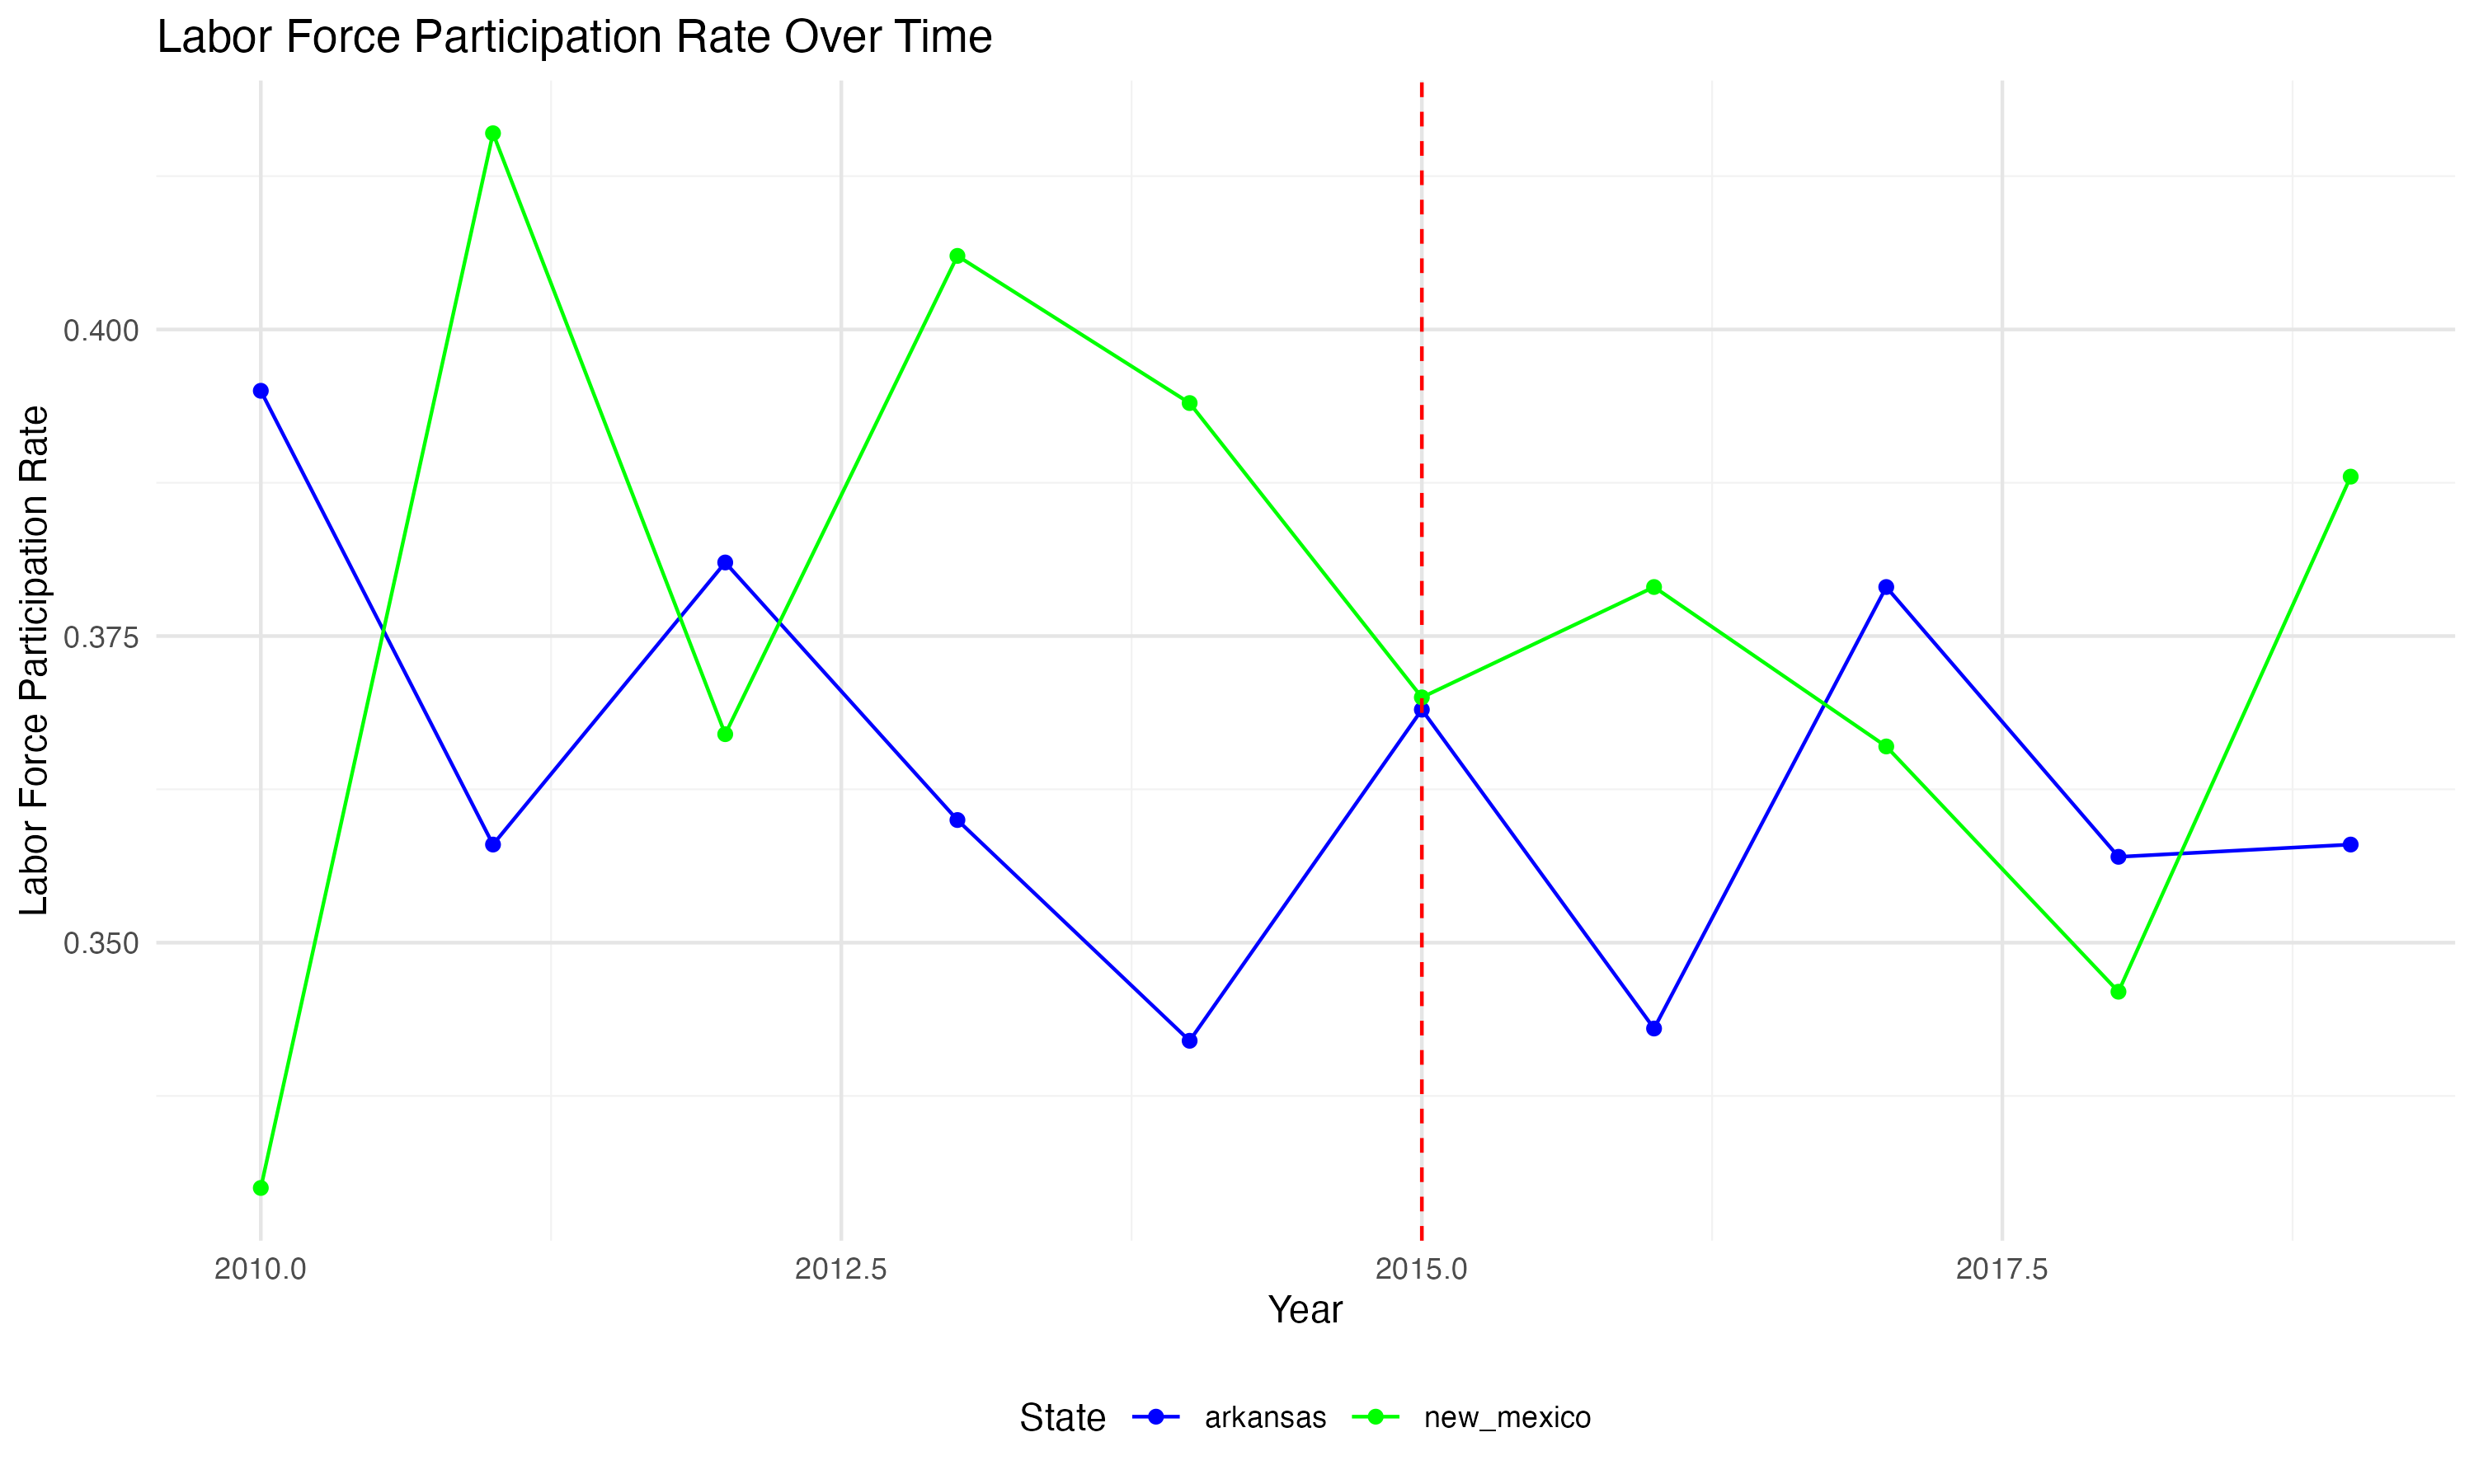 Labor Force Participation Rate Over Time
Labor Force Participation Rate
0.400
0.375
0.350
2010.0 2012.5 2015.0 2017.5
Year
State arkansas new_mexico